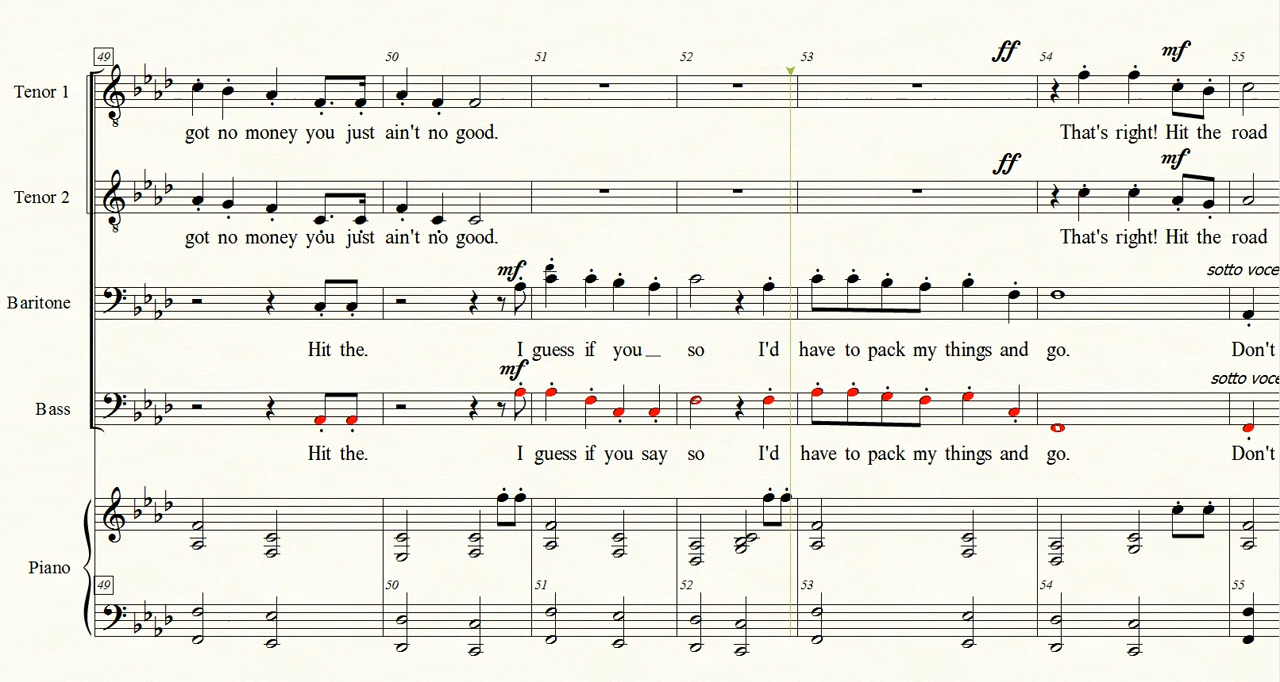 49 50 51 52 53 ff 54 mf 55
Tenor 1
got no money you just ain't no good. That's right! Hit the road
ff mf
Tenor 2
got no money you just ain't no good. That's right! Hit the road
mf sotto voce
Baritone
Hit the. I guess if you__ so I'd have to pack my things and go. Don't
mf sotto voce
Bass
Hit the. I guess if you say so I'd have to pack my things and go. Don't
Piano
49 50 51 52 53 54 55